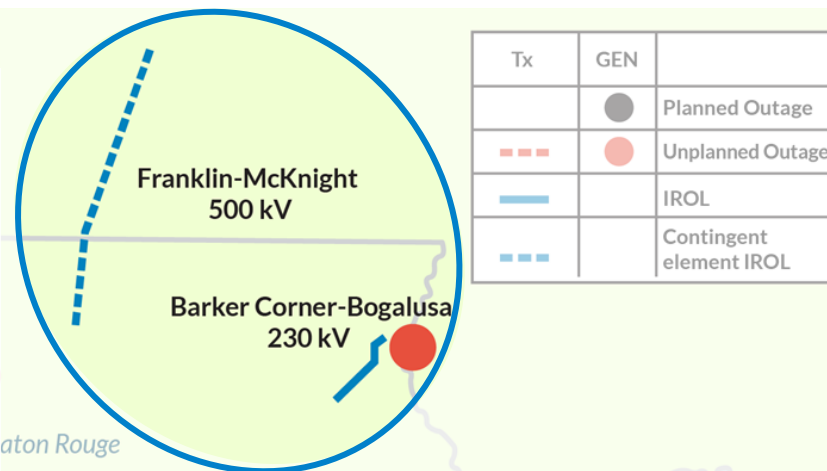 Franklin-McKnight
500 kV
Barker Corner-Bogalusa
230 kV
aton Rouge
Tx GEN
Planned Outage
Unplanned Outage
IROL
Contingent
element IROL